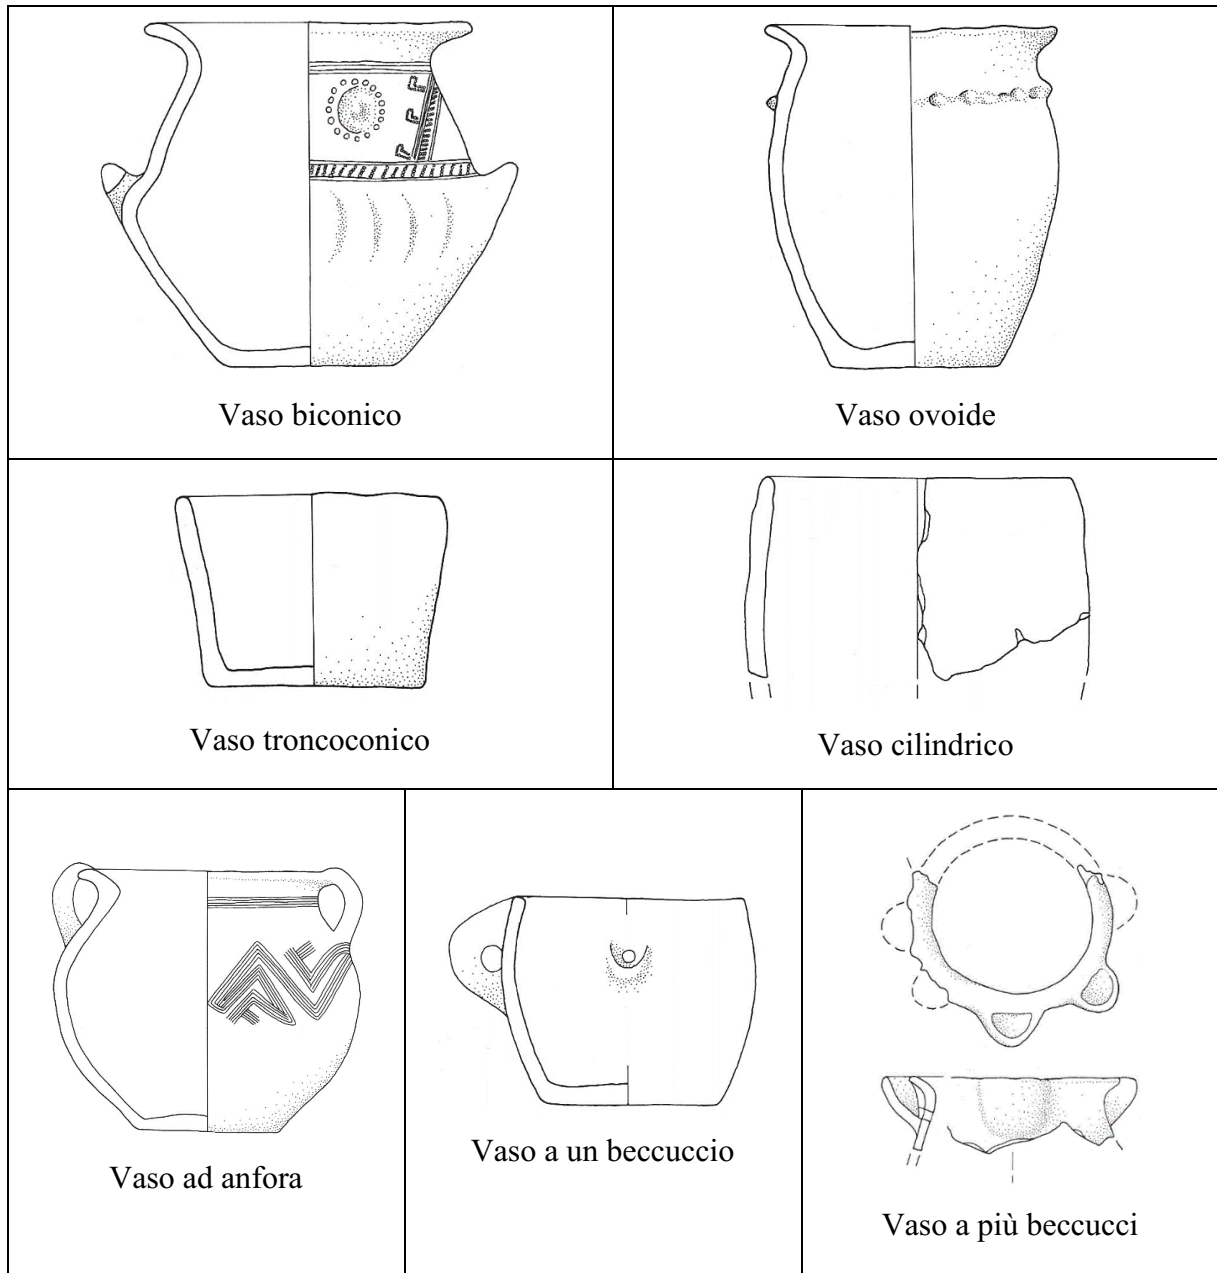 Vaso biconico
Vaso ovoide
Vaso troncoconico
Vaso cilindrico
Vaso ad anfora
Vaso a un beccuccio
Vaso a più beccucci